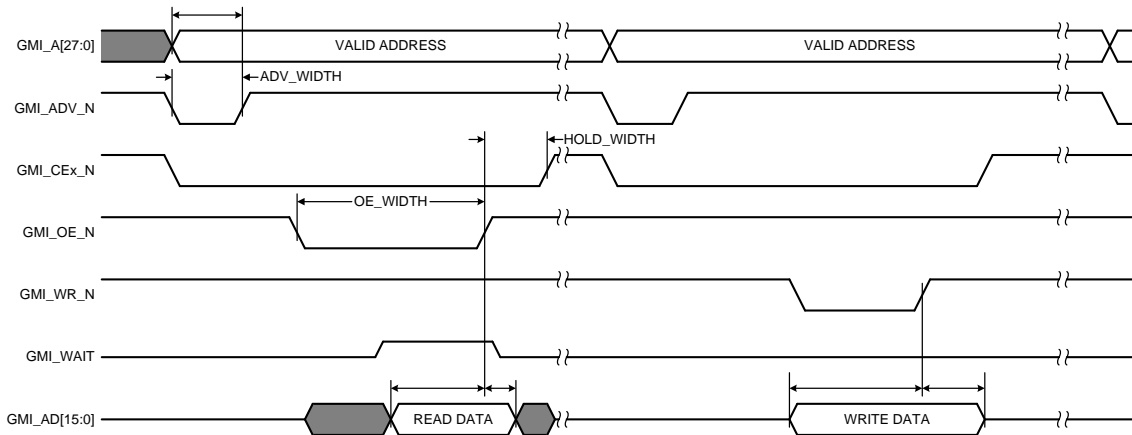 GMI_A[27:0] VALID ADDRESS VALID ADDRESS
ADV_WIDTH
GMI_ADV_N
HOLD_WIDTH
GMI_CEx_N
OE_WIDTH
GMI_OE_N
GMI_WR_N
GMI_WAIT
GMI_AD[15:0] READ DATA WRITE DATA